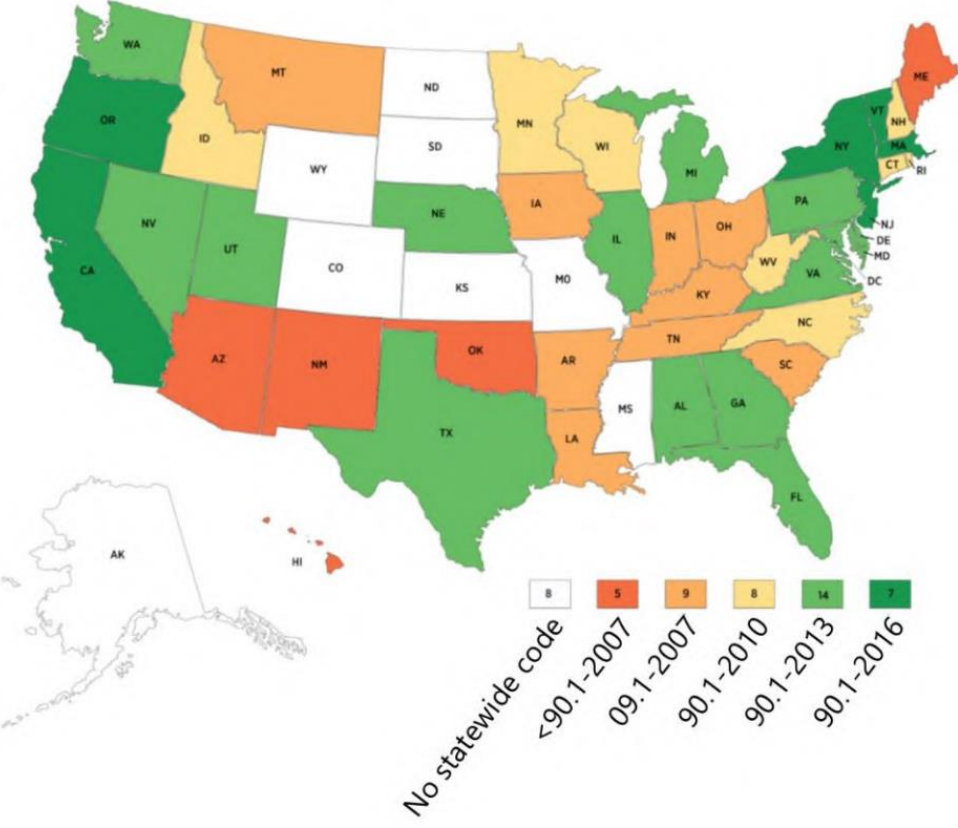 WA
MT
ND
ME
OR
ID
MN
VT
NH
SD
WI
NY
MA
WY
MI
CT
RI
NV
NE
IA
PA
UT
IL
IN
OH
NJ
DE
CA
CO
KS
MO
WV
VA
MD
DC
KY
NC
AZ
NM
OK
AR
TN
SC
TX
MS
AL
GA
LA
FL
AK
HI
8 5 9 8 14 7
No statewide code
<90.1-2007
09.1-2007
90.1-2010
90.1-2013
90.1-2016